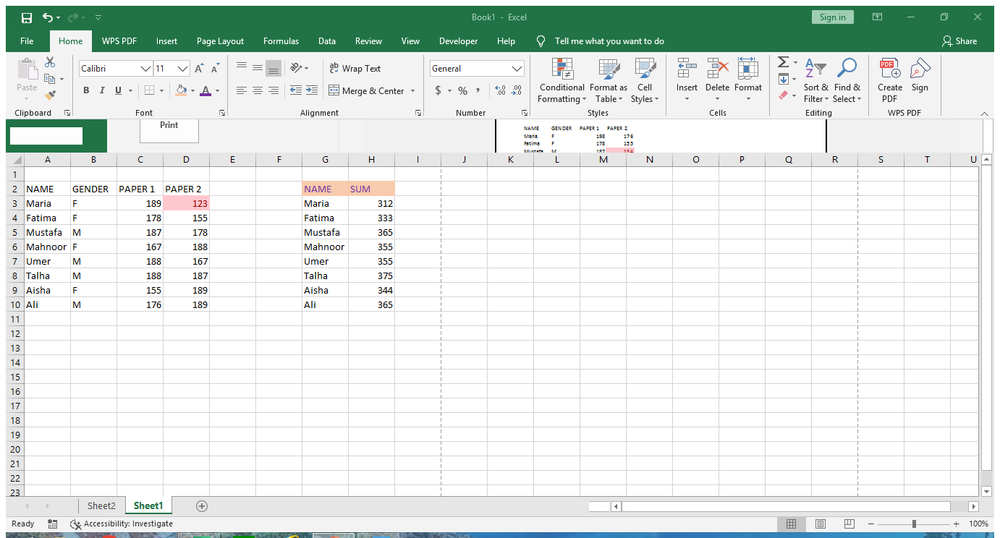 Book1 - Excel
Sign in
File Home WPS PDF Insert Page Layout Formulas Data Review View Developer Help Tell me what you want to do Share
Paste
Calibri 11
B I U A
ab Wrap Text
Merge & Center
General
$ % ,
Conditional Formatting
Format as Table
Cell Styles
Insert Delete Format
Sort & Filter
Find & Select
Create PDF
Sign
Clipboard Font Alignment Number Styles Cells Editing WPS PDF
Print
NAME GENDER PAPER 1 PAPER 2
Maria F 198 176
Fatima F 178 155
Mustafa M 187 134
A B C D E F G H I J K L M N O P Q R S T U
1
2 NAME GENDER PAPER 1 PAPER 2 NAME SUM
3 Maria F 189 123 Maria 312
4 Fatima F 178 155 Fatima 333
5 Mustafa M 187 178 Mustafa 365
6 Mahnoor F 167 188 Mahnoor 355
7 Umer M 188 167 Umer 355
8 Talha M 188 187 Talha 375
9 Aisha F 155 189 Aisha 344
10 Ali M 176 189 Ali 365
11
12
13
14
15
16
17
18
19
20
21
22
23
Sheet2 Sheet1
Ready Accessibility: Investigate 100%